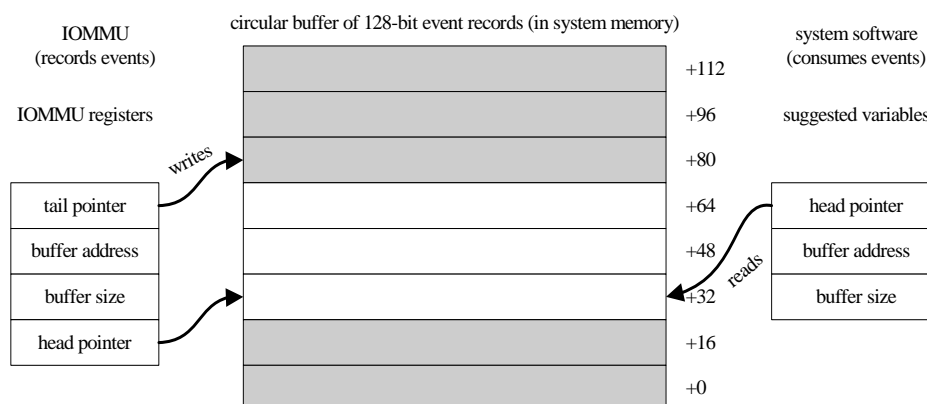 circular buffer of 128-bit event records (in system memory)
IOMMU
(records events)
system software
(consumes events)
IOMMU registers
suggested variables
writes
reads
tail pointer
buffer address
buffer size
head pointer
+112
+96
+80
+64
+48
+32
+16
+0
head pointer
buffer address
buffer size